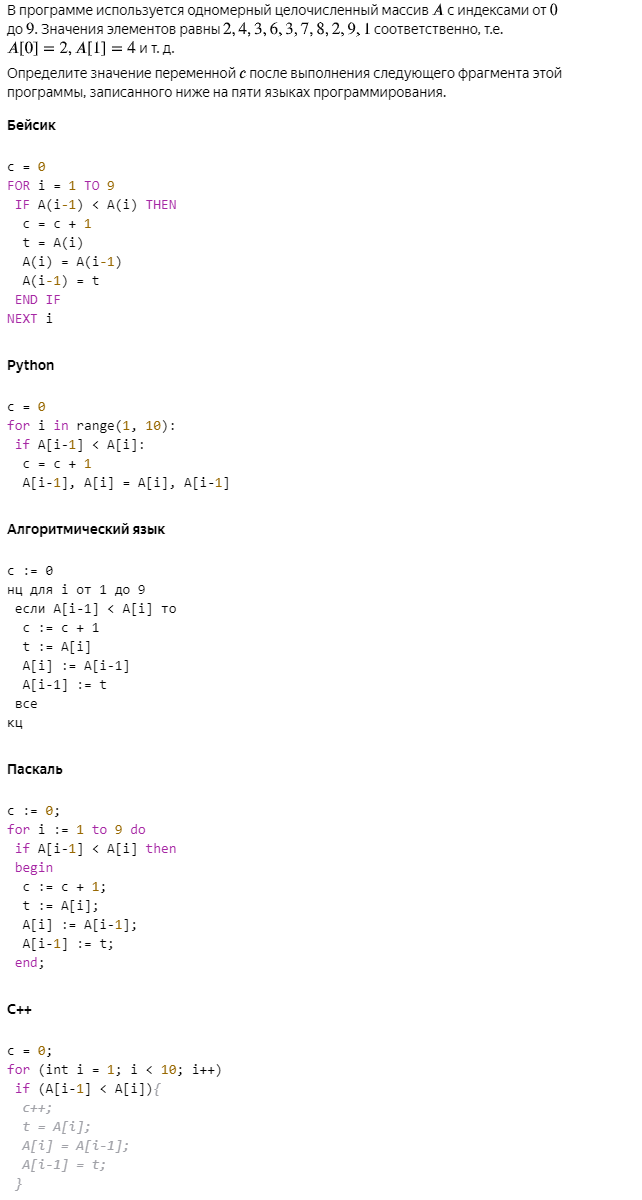 В программе используется одномерный целочисленный массив A с индексами от 0
до 9. Значения элементов равны 2, 4, 3, 6, 3, 7, 8, 2, 9, 1 соответственно, т.е.
A[0] = 2, A[1] = 4 и т. д.
Определите значение переменной c после выполнения следующего фрагмента этой
программы, записанного ниже на пяти языках программирования.
Бейсик
c = 0
FOR i = 1 TO 9
 IF A(i-1) < A(i) THEN
  c = c + 1
  t = A(i)
  A(i) = A(i-1)
  A(i-1) = t
 END IF
NEXT i
Python
c = 0
for i in range(1, 10):
 if A[i-1] < A[i]:
  c = c + 1
  A[i-1], A[i] = A[i], A[i-1]
Алгоритмический язык
c := 0
нц для i от 1 до 9
 если A[i-1] < A[i] то
  c := c + 1
  t := A[i]
  A[i] := A[i-1]
  A[i-1] := t
 все
кц
Паскаль
c := 0;
for i := 1 to 9 do
 if A[i-1] < A[i] then
 begin
  c := c + 1;
  t := A[i];
  A[i] := A[i-1];
  A[i-1] := t;
 end;
C++
c = 0;
for (int i = 1; i < 10; i++)
 if (A[i-1] < A[i]){
  c++;
  t = A[i];
  A[i] = A[i-1];
  A[i-1] = t;
 }